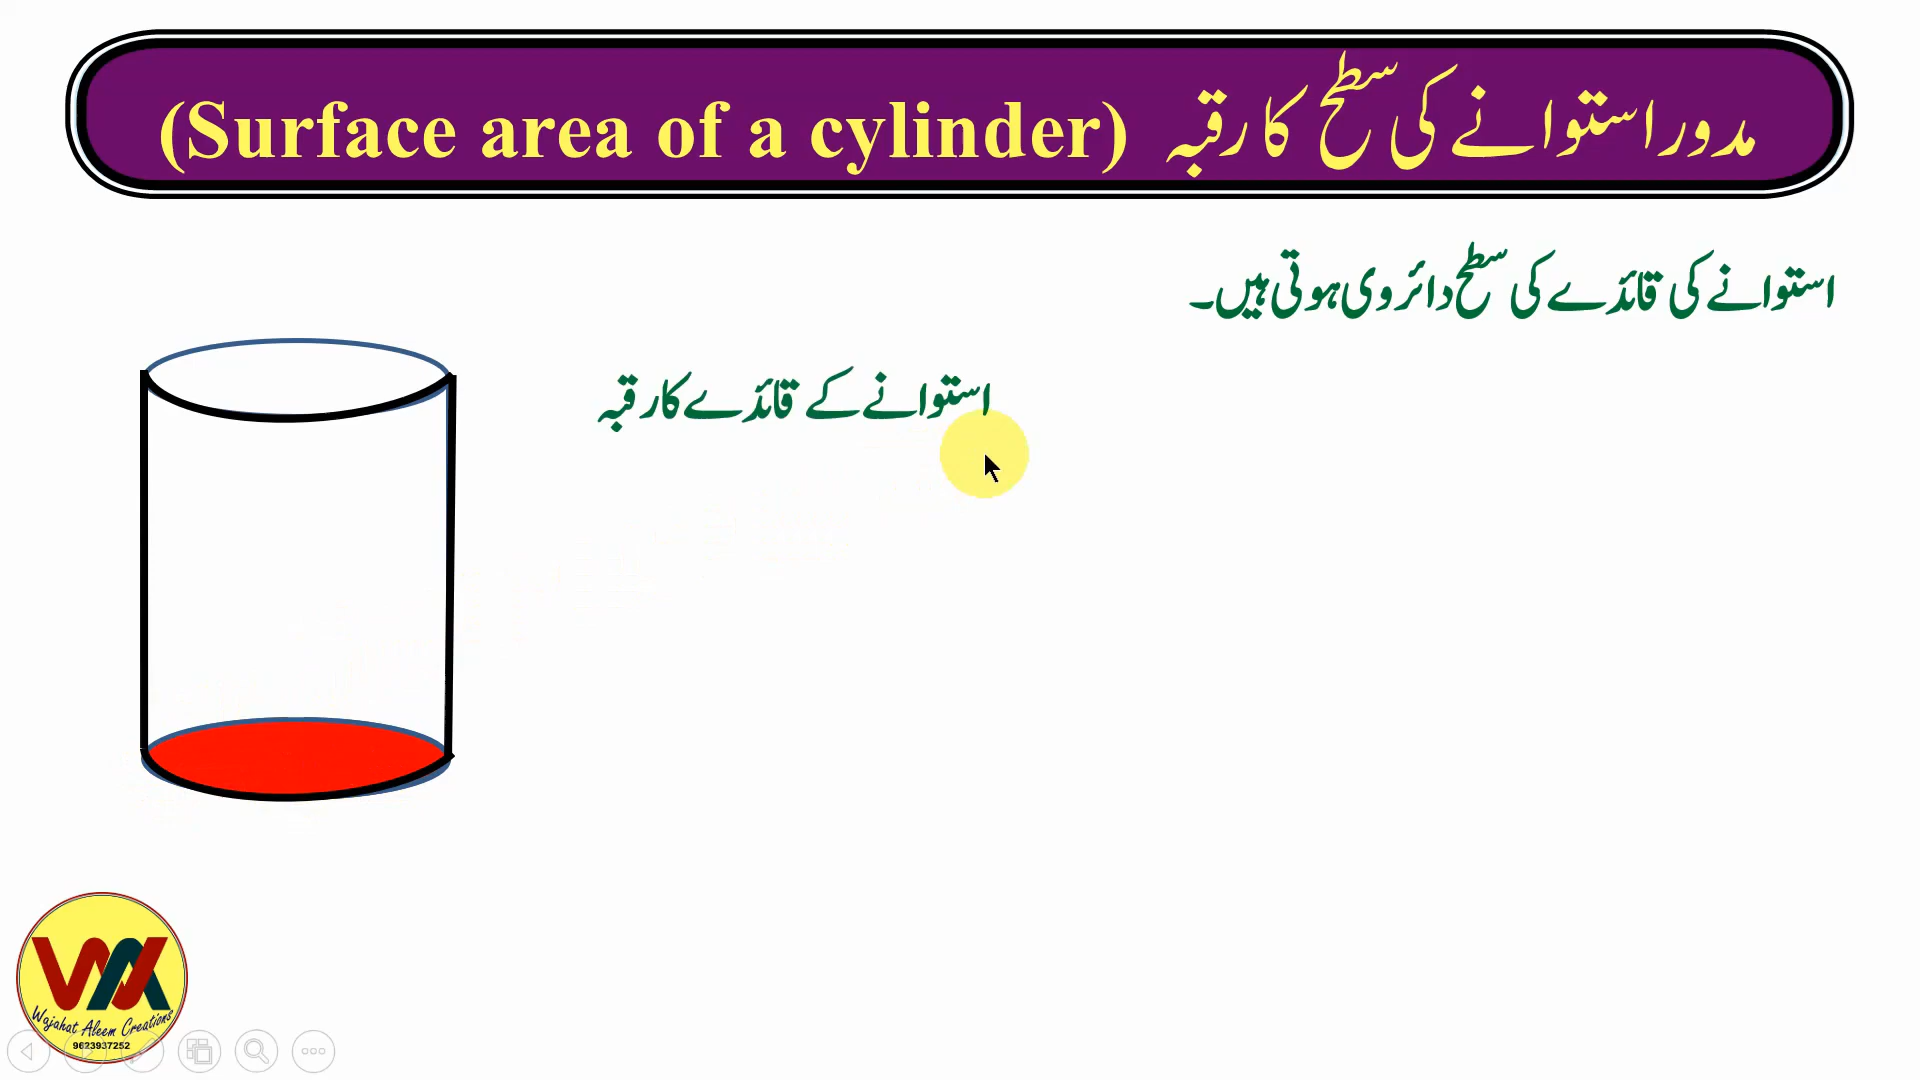 مدور استوانے کی سطح کا رقبہ (Surface area of a cylinder)
استوانے کی قائدے کی سطح دائروی ہوتی ہیں۔
استوانے کے قائدے کا رقبہ
WA
Wajahat Aleem Creations
9623937252